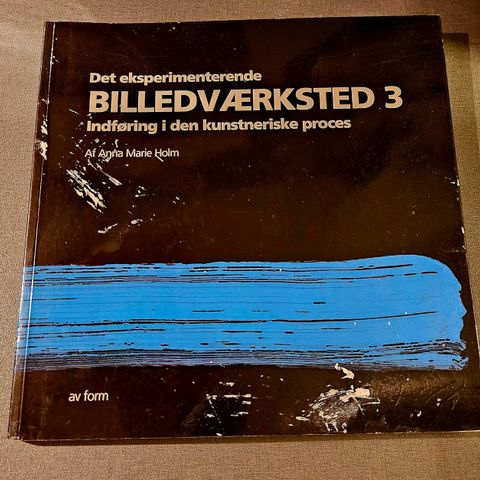 Det eksperimenterende
BILLEDVÆRKSTED 3
Indføring i den kunstneriske proces
Af Anna Marie Holm
av form